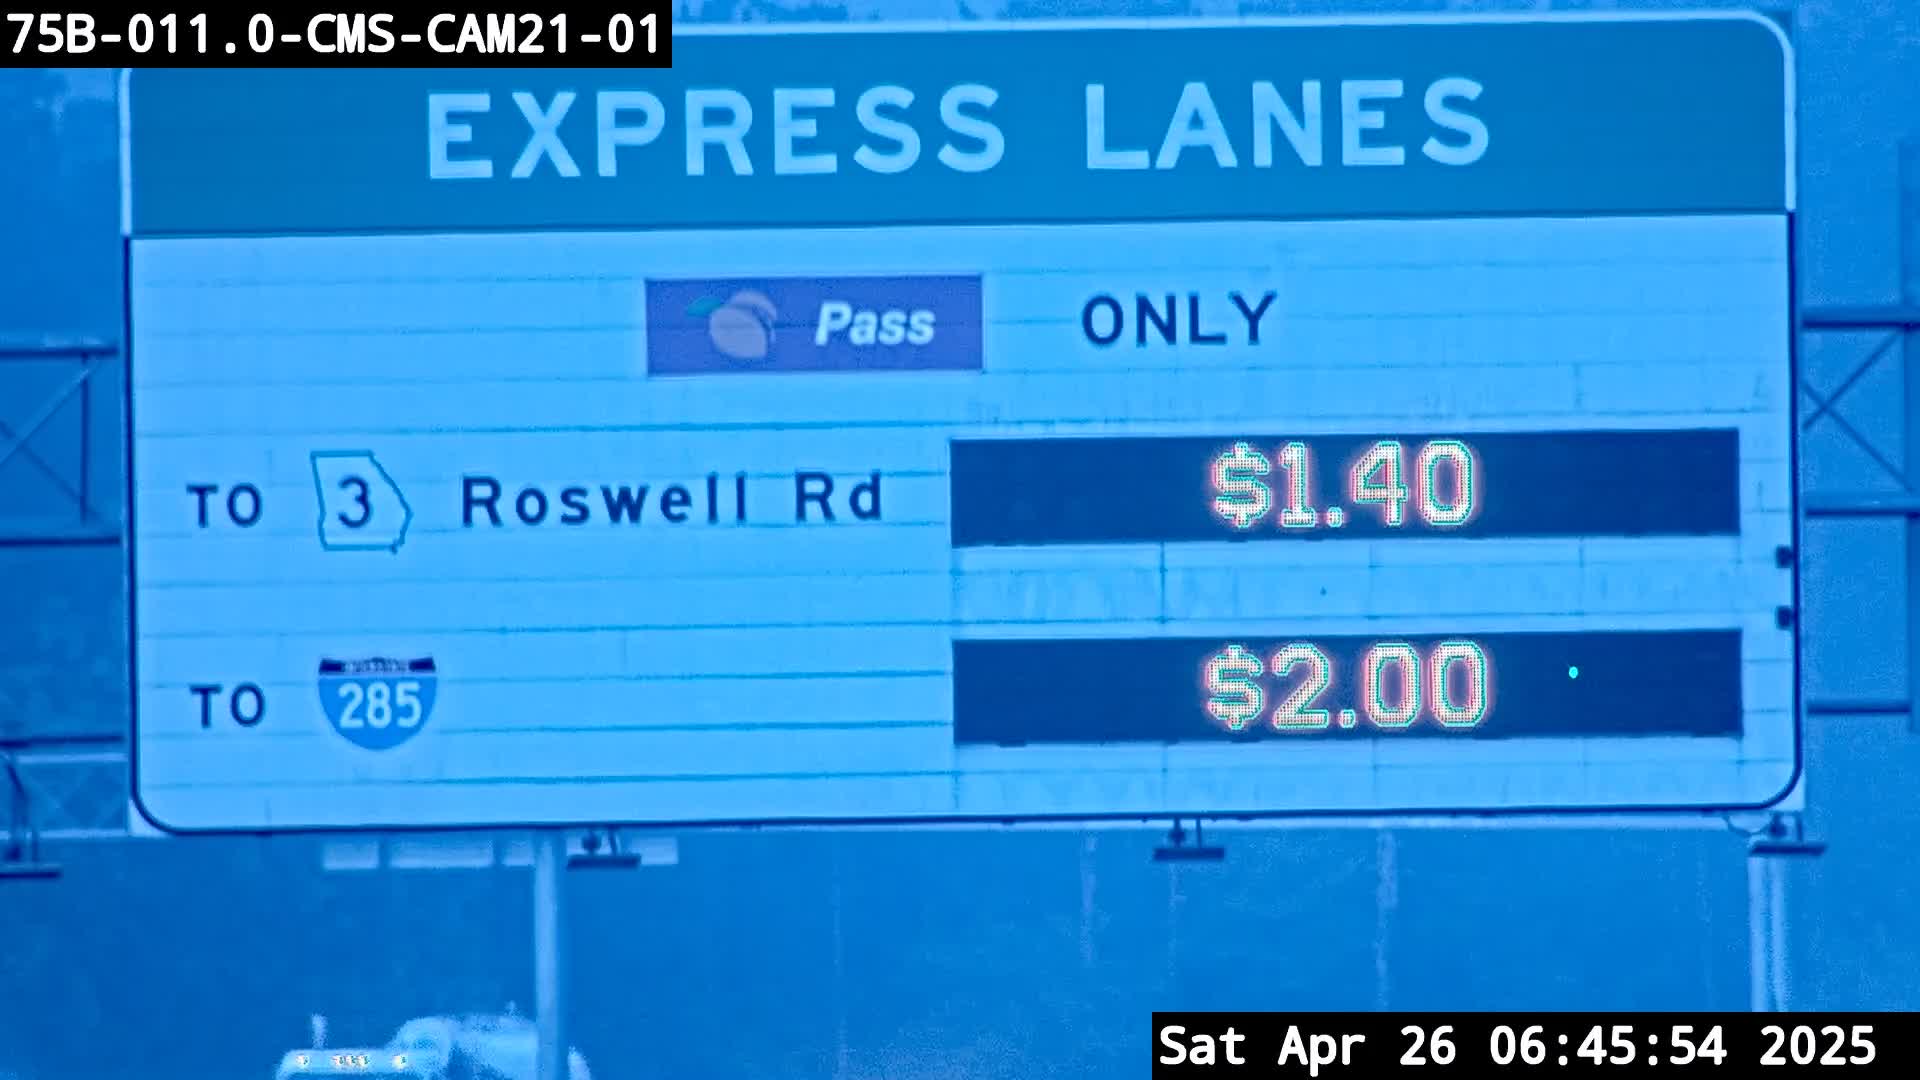 75B-011.0-CMS-CAM21-01
EXPRESS LANES
Pass ONLY
TO 3 Roswell Rd $1.40
TO 285 $2.00
Sat Apr 26 06:45:54 2025